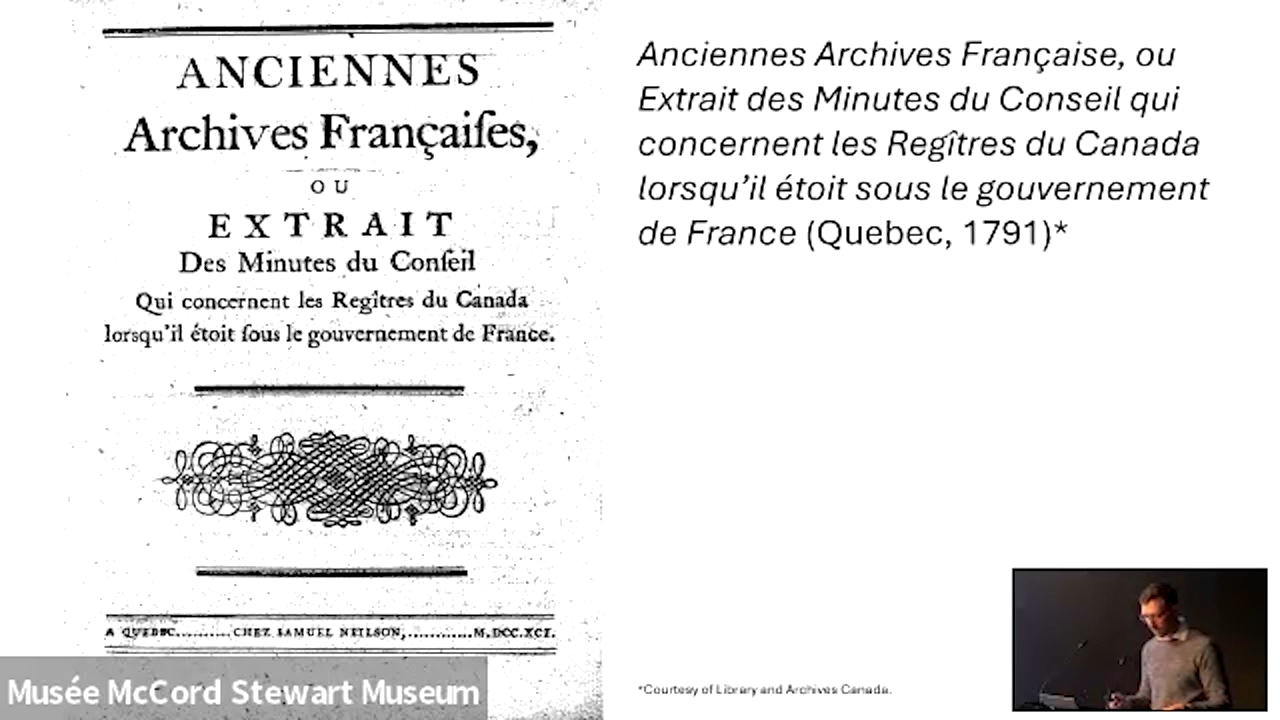 ANCIENNES
Archives Françaiſes,
OU
EXTRAIT
Des Minutes du Conſeil
Qui concernent les Regîtres du Canada
lorsqu'il étoit ſous le gouvernement de France.
A QUEBEC..........CHEZ SAMUEL NEILSON,............M.DCC.XCI.
Musée McCord Stewart Museum
Anciennes Archives Française, ou
Extrait des Minutes du Conseil qui
concernent les Regîtres du Canada
lorsqu'il étoit sous le gouvernement
de France (Quebec, 1791)*
*Courtesy of Library and Archives Canada.